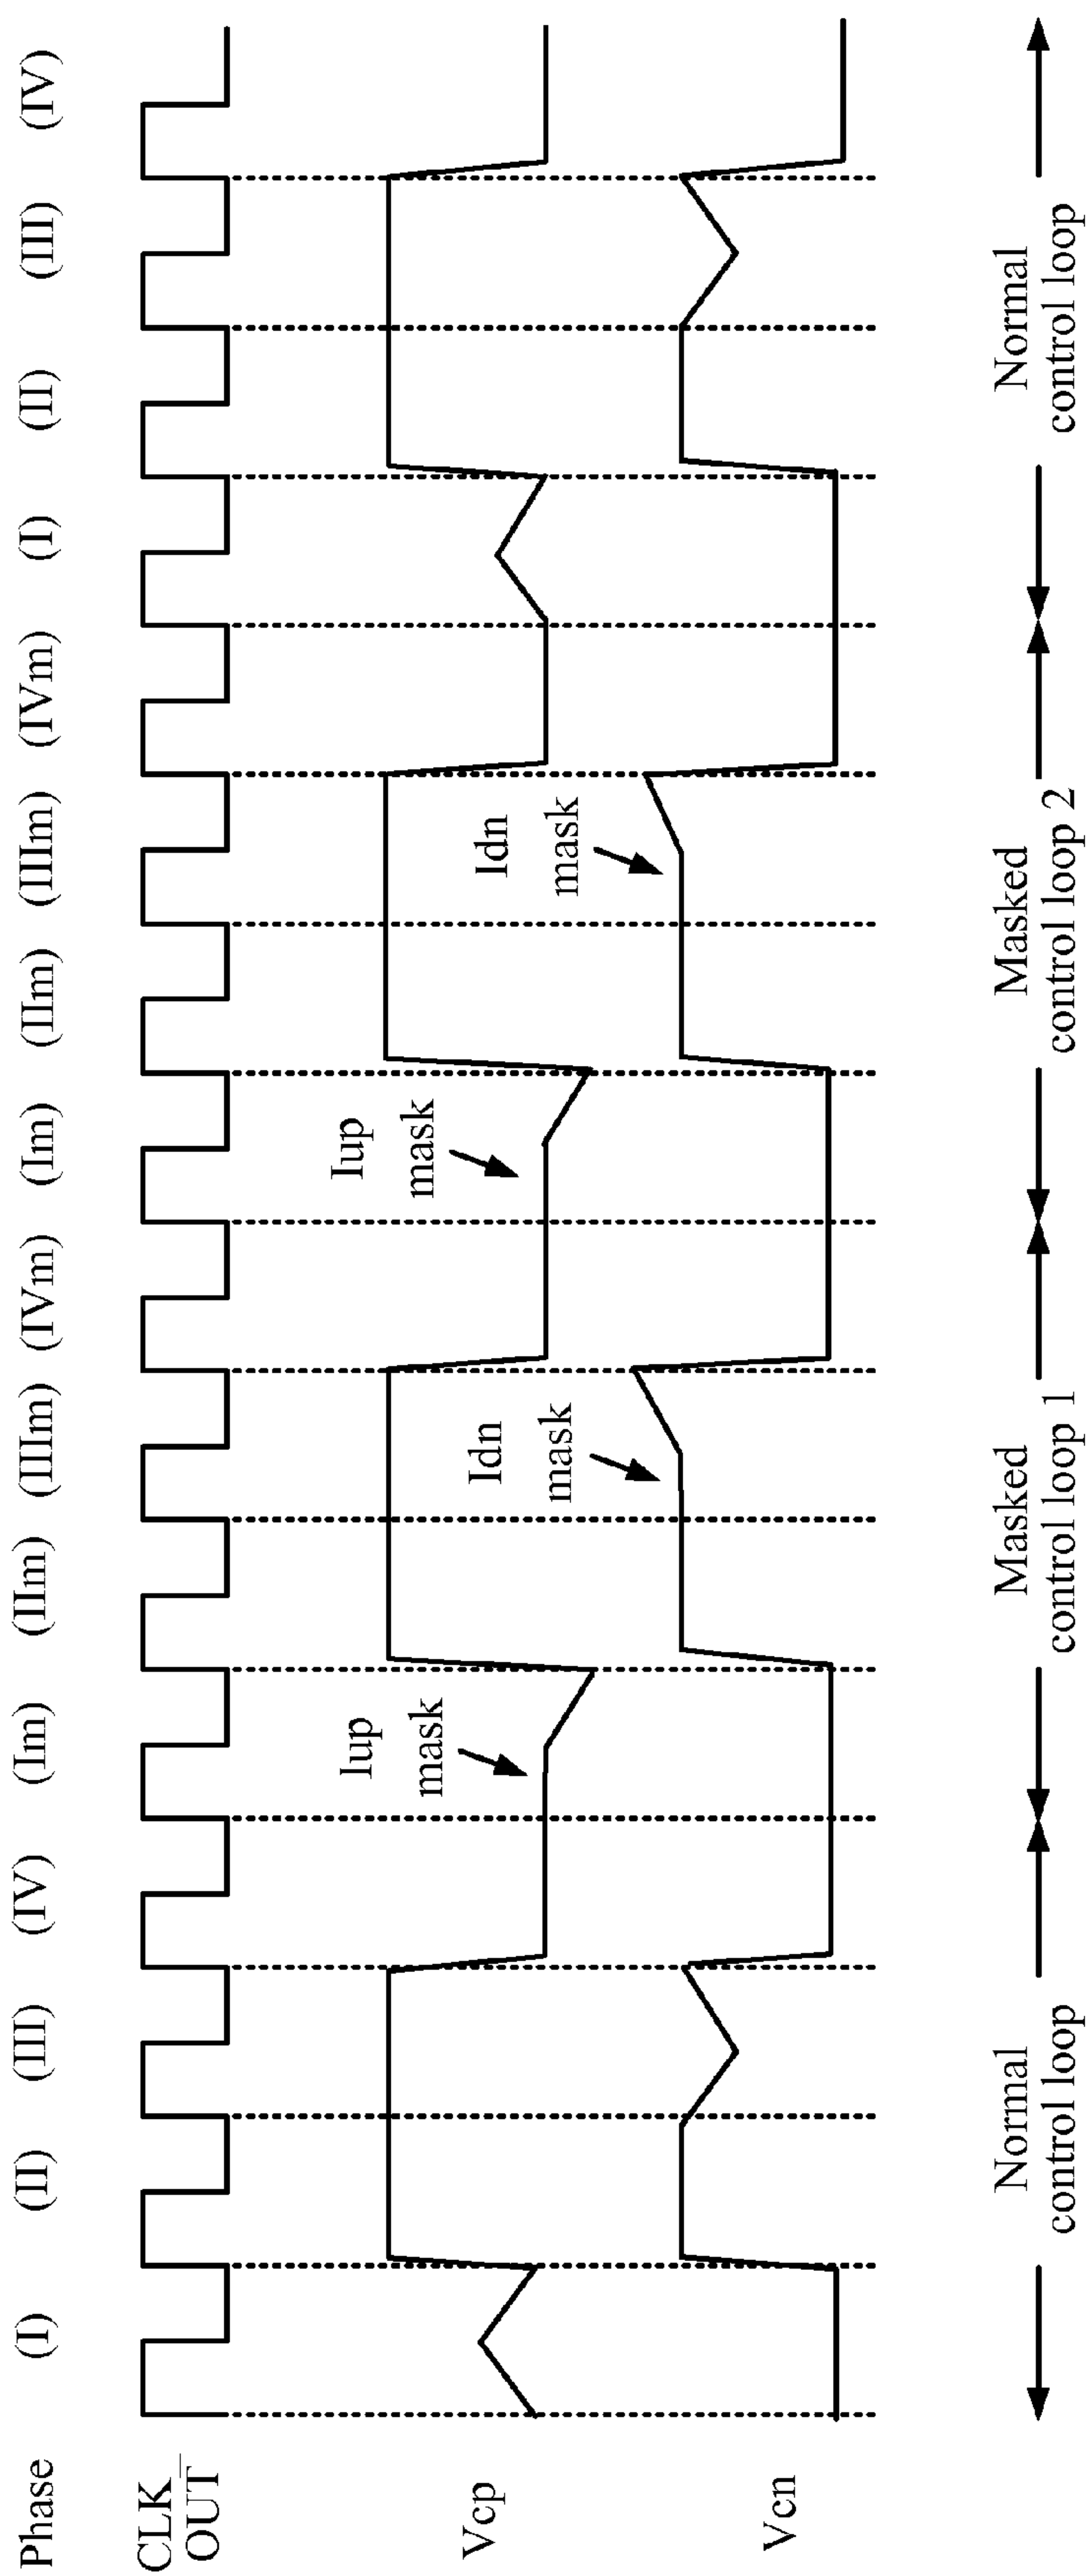 Phase (I) (II) (III) (IV) (Im) (IIm) (IIIm) (IVm) (Im) (IIm) (IIIm) (IVm) (I) (II) (III) (IV)
CLK_
OUT
Vcp
Iup
mask
Iup
mask
Vcn
Idn
mask
Idn
mask
Normal
control loop
Masked
control loop 1
Masked
control loop 2
Normal
control loop